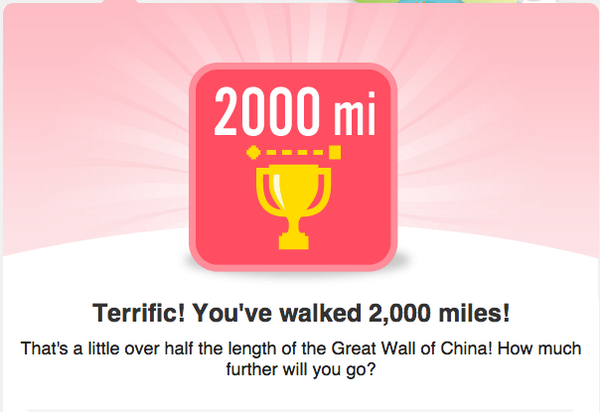 2000 mi
Terrific! You've walked 2,000 miles!
That's a little over half the length of the Great Wall of China! How much
further will you go?